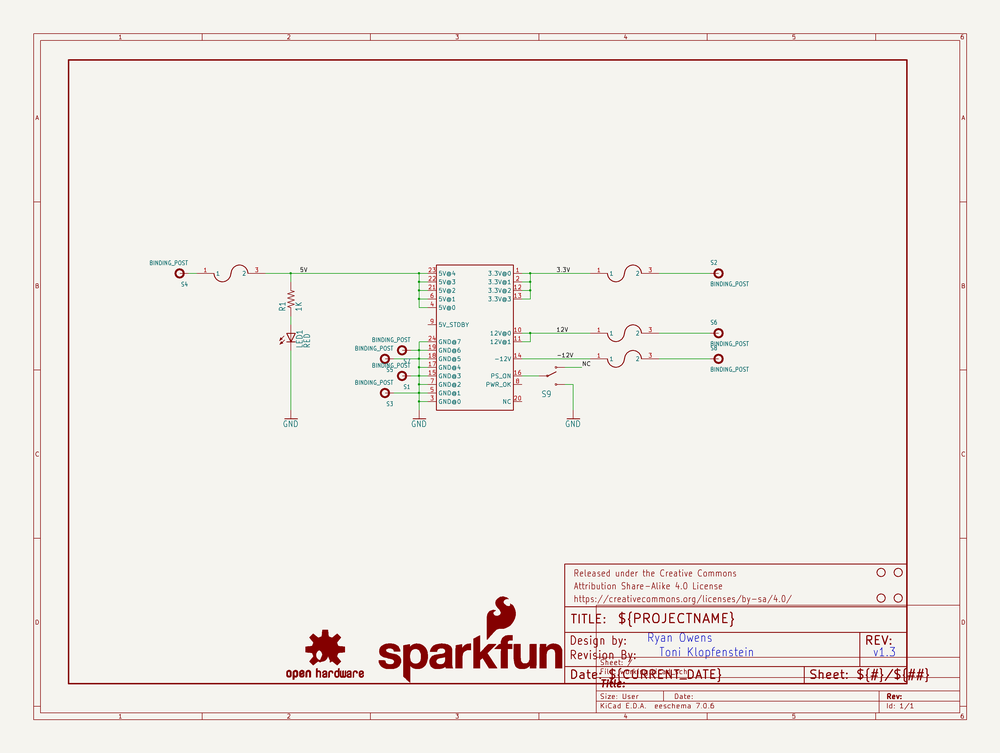 1 2 3 4 5 6
A A
B B
C C
D D
BINDING_POST
S4
1 2 3
5V
R1
1K
LED1
RED
GND
BINDING_POST
BINDING_POST
S5
BINDING_POST
S1
BINDING_POST
S3
GND
23 5V@4
22 5V@3
21 5V@2
6 5V@1
4 5V@0
9 5V_STDBY
24 GND@7
19 GND@6
18 GND@5
17 GND@4
15 GND@3
7 GND@2
5 GND@1
3 GND@0
3.3V@0 1
3.3V@1 2
3.3V@2 12
3.3V@3 13
12V@0 10
12V@1 11
-12V 14
PS_ON 16
PWR_OK 8
NC 20
3.3V
1 2 3
S2
BINDING_POST
12V
1 2 3
S6
BINDING_POST
-12V
1 2 3
S8
BINDING_POST
NC
S9
GND
Released under the Creative Commons
Attribution Share-Alike 4.0 License
https://creativecommons.org/licenses/by-sa/4.0/
TITLE: ${PROJECTNAME}
Design by: Ryan Owens
REV:
Revision By: Toni Klopfenstein
v1.3
Sheet: /
Date: ${CURRENT_DATE}
Sheet: ${#}/${##}
Title:
Size: User Date: Rev:
KiCad E.D.A. eeschema 7.0.6 Id: 1/1
open hardware
sparkfun
1 2 3 4 5 6